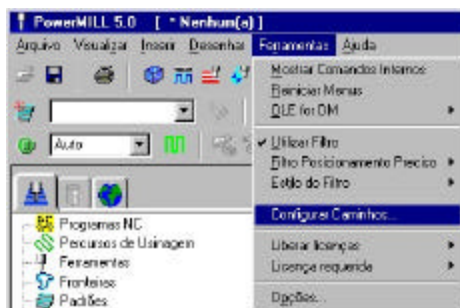 PowerMILL 5.0 [ * Nenhum(a) ]
Arquivo Visualizar Inserir Desenhar Ferramentas Ajuda
Mostrar Comandos Internos
Reiniciar Menus
OLE for DM
Auto
Utilizar Filtro
Filtro Posicionamento Preciso
Estilo do Filtro
Configurar Caminhos...
Programas NC
Percursos de Usinagem
Ferramentas
Fronteiras
Padrões
Liberar licenças
Licença requerida
Opções...